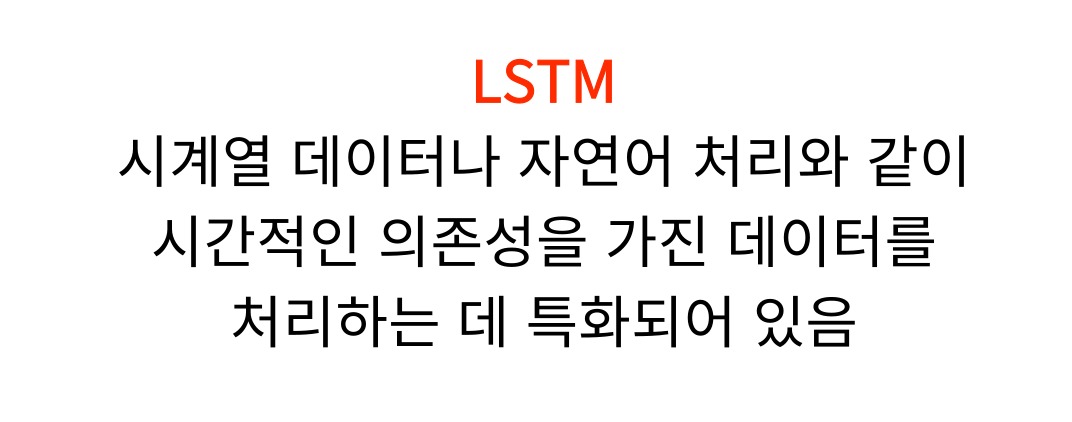 LSTM
시계열 데이터나 자연어 처리와 같이
시간적인 의존성을 가진 데이터를
처리하는 데 특화되어 있음